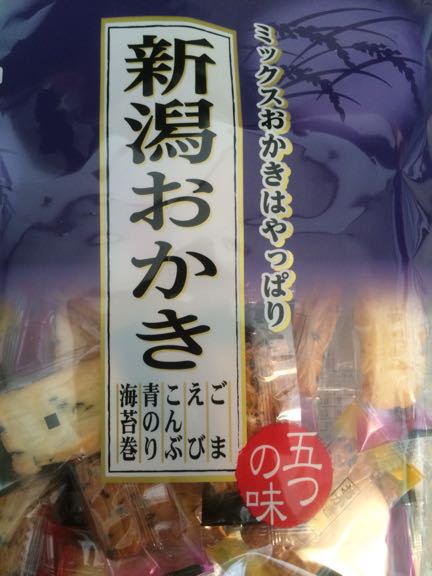 ミックスおかきはやっぱり
新潟おかき
ごま
えび
こんぶ
青のり
海苔巻
五つ
の味